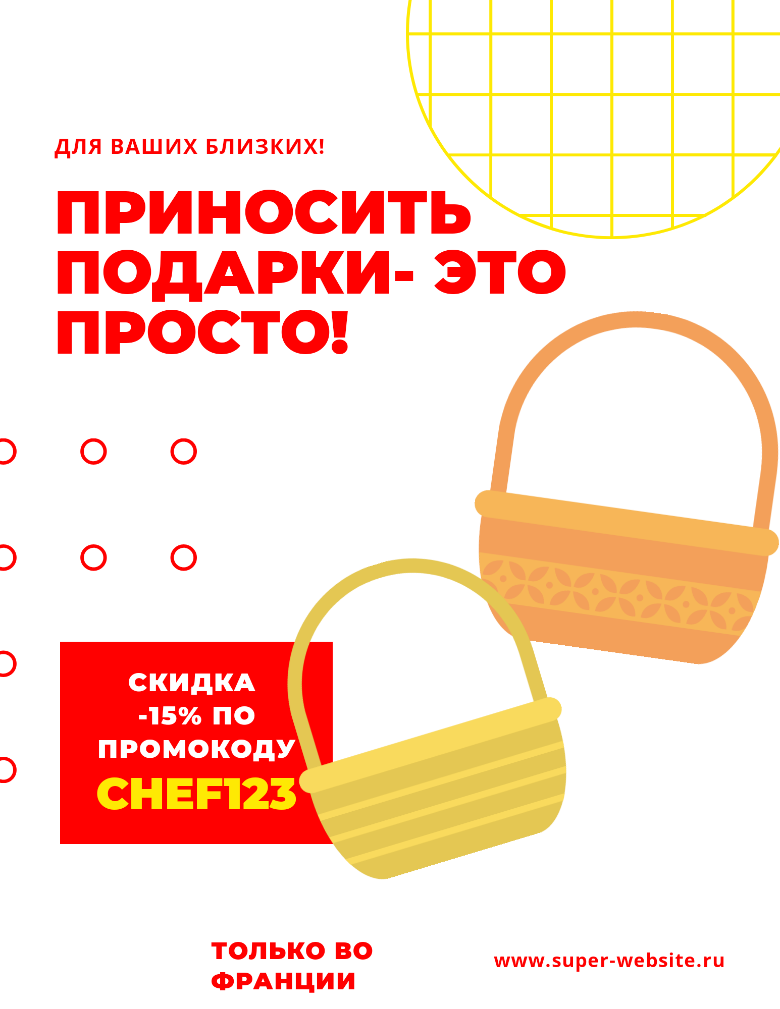 ДЛЯ ВАШИХ БЛИЗКИХ!
ПРИНОСИТЬ
ПОДАРКИ- ЭТО
ПРОСТО!
СКИДКА
-15% ПО
ПРОМОКОДУ
CHEF123
ТОЛЬКО ВО
ФРАНЦИИ
www.super-website.ru